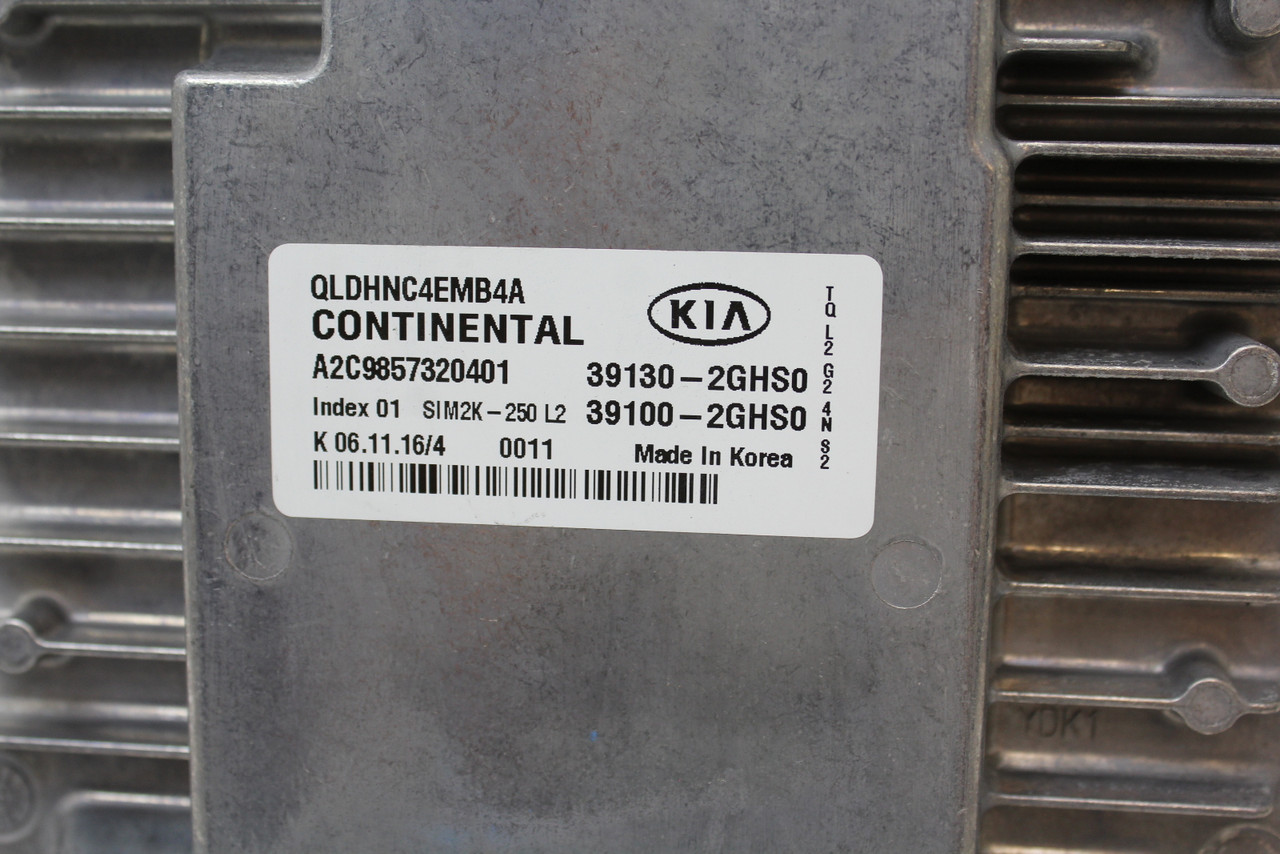 QLDHNC4EMB4A
CONTINENTAL
KIA
A2C9857320401
39130-2GHS0
Index 01 SIM2K-250 L2
39100-2GHS0
K 06.11.16/4 0011 Made In Korea
TQ L2 G2 4N S2
YDK1